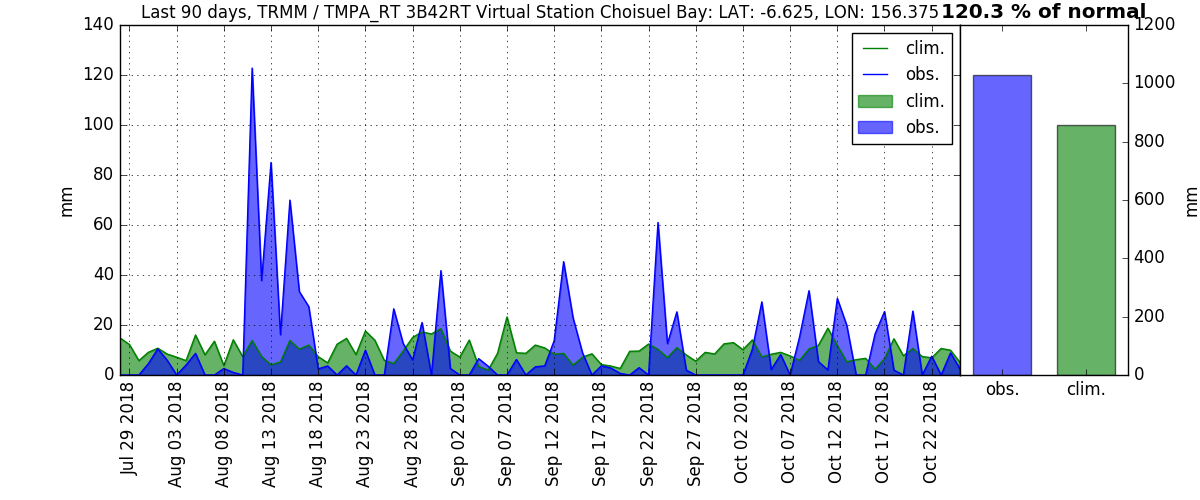 Last 90 days, TRMM / TMPA_RT 3B42RT Virtual Station Choisuel Bay: LAT: -6.625, LON: 156.375 120.3 % of normal
140
120
100
80
60
40
20
0
mm
clim.
obs.
clim.
obs.
Jul 29 2018
Aug 03 2018
Aug 08 2018
Aug 13 2018
Aug 18 2018
Aug 23 2018
Aug 28 2018
Sep 02 2018
Sep 07 2018
Sep 12 2018
Sep 17 2018
Sep 22 2018
Sep 27 2018
Oct 02 2018
Oct 07 2018
Oct 12 2018
Oct 17 2018
Oct 22 2018
1200
1000
800
600
400
200
0
mm
obs.
clim.